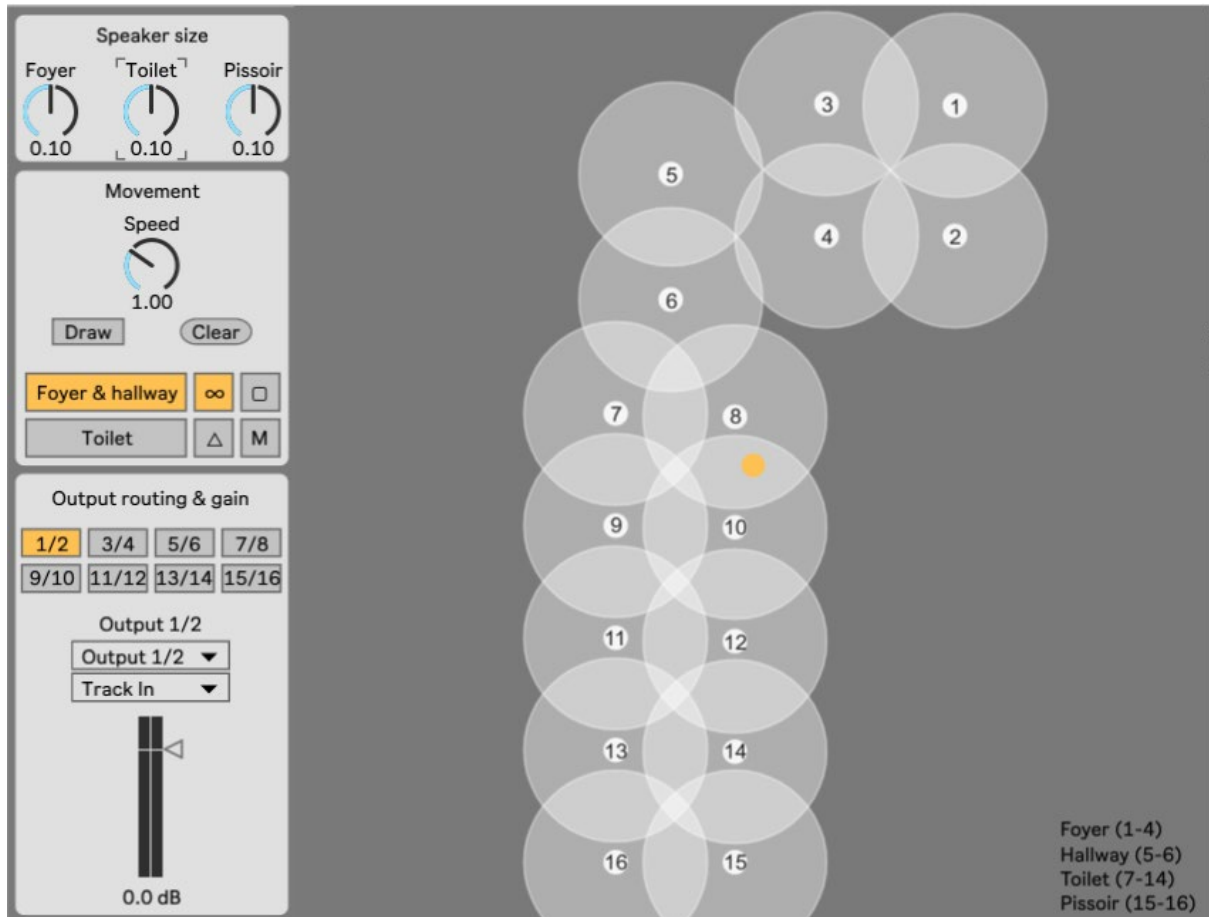 Speaker size
Foyer Toilet Pissoir
0.10 0.10 0.10
Movement
Speed
1.00
Draw Clear
Foyer & hallway ∞ ▢
Toilet △ M
Output routing & gain
1/2 3/4 5/6 7/8
9/10 11/12 13/14 15/16
Output 1/2
Output 1/2
Track In
0.0 dB
3 1
5
4 2
6
7 8
9 10
11 12
13 14
16 15
Foyer (1-4)
Hallway (5-6)
Toilet (7-14)
Pissoir (15-16)